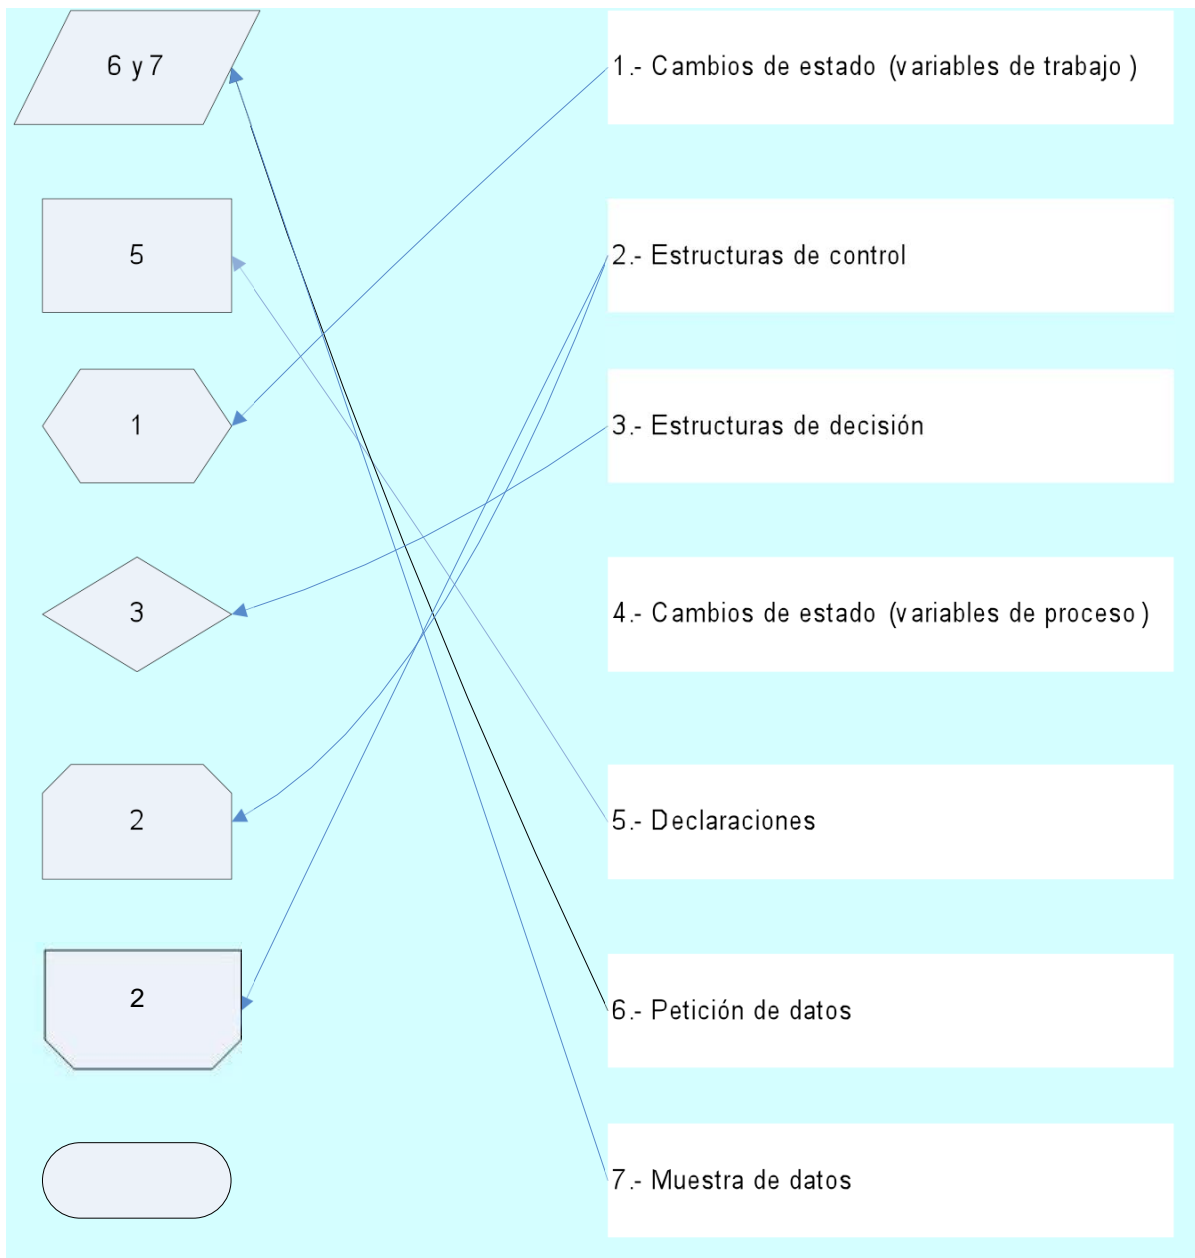 6 y 7
1.- Cambios de estado (variables de trabajo )
5
2.- Estructuras de control
1
3.- Estructuras de decisión
3
4.- Cambios de estado (variables de proceso )
2
5.- Declaraciones
2
6.- Petición de datos
7.- Muestra de datos